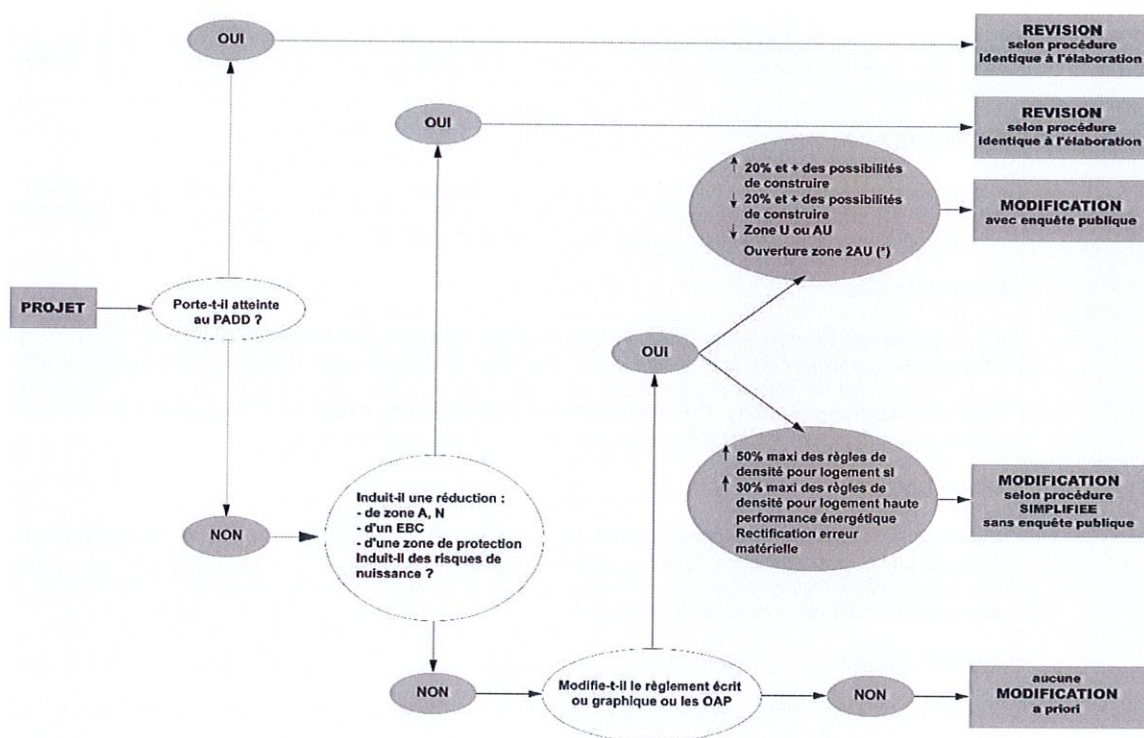 OUI
REVISION
selon procédure
identique à l'élaboration
OUI
REVISION
selon procédure
identique à l'élaboration
↑ 20% et + des possibilités
de construire
↓ 20% et + des possibilités
de construire
↓ Zone U ou AU
Ouverture zone 2AU (*)
MODIFICATION
avec enquête publique
PROJET
Porte-t-il atteinte
au PADD ?
OUI
↑ 50% maxi des règles de
densité pour logement sl
↑ 30% maxi des règles de
densité pour logement haute
performance énergétique
Rectification erreur
matérielle
MODIFICATION
selon procédure
SIMPLIFIEE
sans enquête publique
NON
Induit-il une réduction :
- de zone A, N
- d'un EBC
- d'une zone de protection
Induit-il des risques de
nuissance ?
NON
Modifie-t-il le règlement écrit
ou graphique ou les OAP
NON
aucune
MODIFICATION
a priori